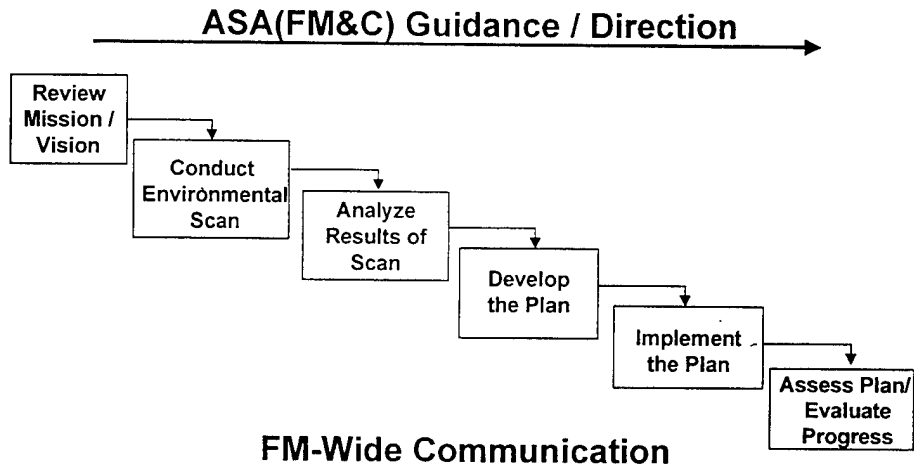 ASA(FM&C) Guidance / Direction
Review
Mission /
Vision
Conduct
Environmental
Scan
Analyze
Results of
Scan
Develop
the Plan
Implement
the Plan
Assess Plan/
Evaluate
Progress
FM-Wide Communication